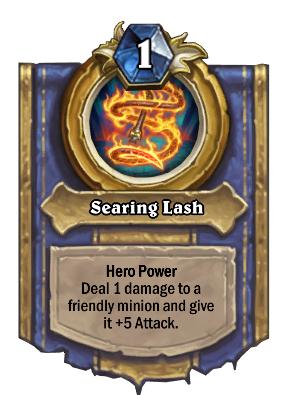 1
Searing Lash
Hero Power
Deal 1 damage to a
friendly minion and give
it +5 Attack.